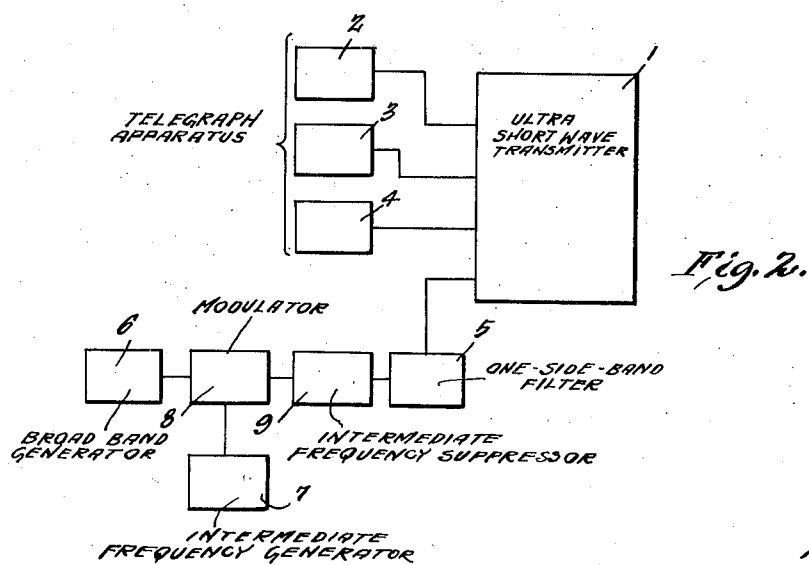 2
1
TELEGRAPH
APPARATUS
3
ULTRA
SHORT WAVE
TRANSMITTER
4
Fig. 2.
MODULATOR
6
5
ONE-SIDE-BAND
FILTER
8
9
BROAD BAND
GENERATOR
INTERMEDIATE
FREQUENCY SUPPRESSOR
7
INTERMEDIATE
FREQUENCY GENERATOR